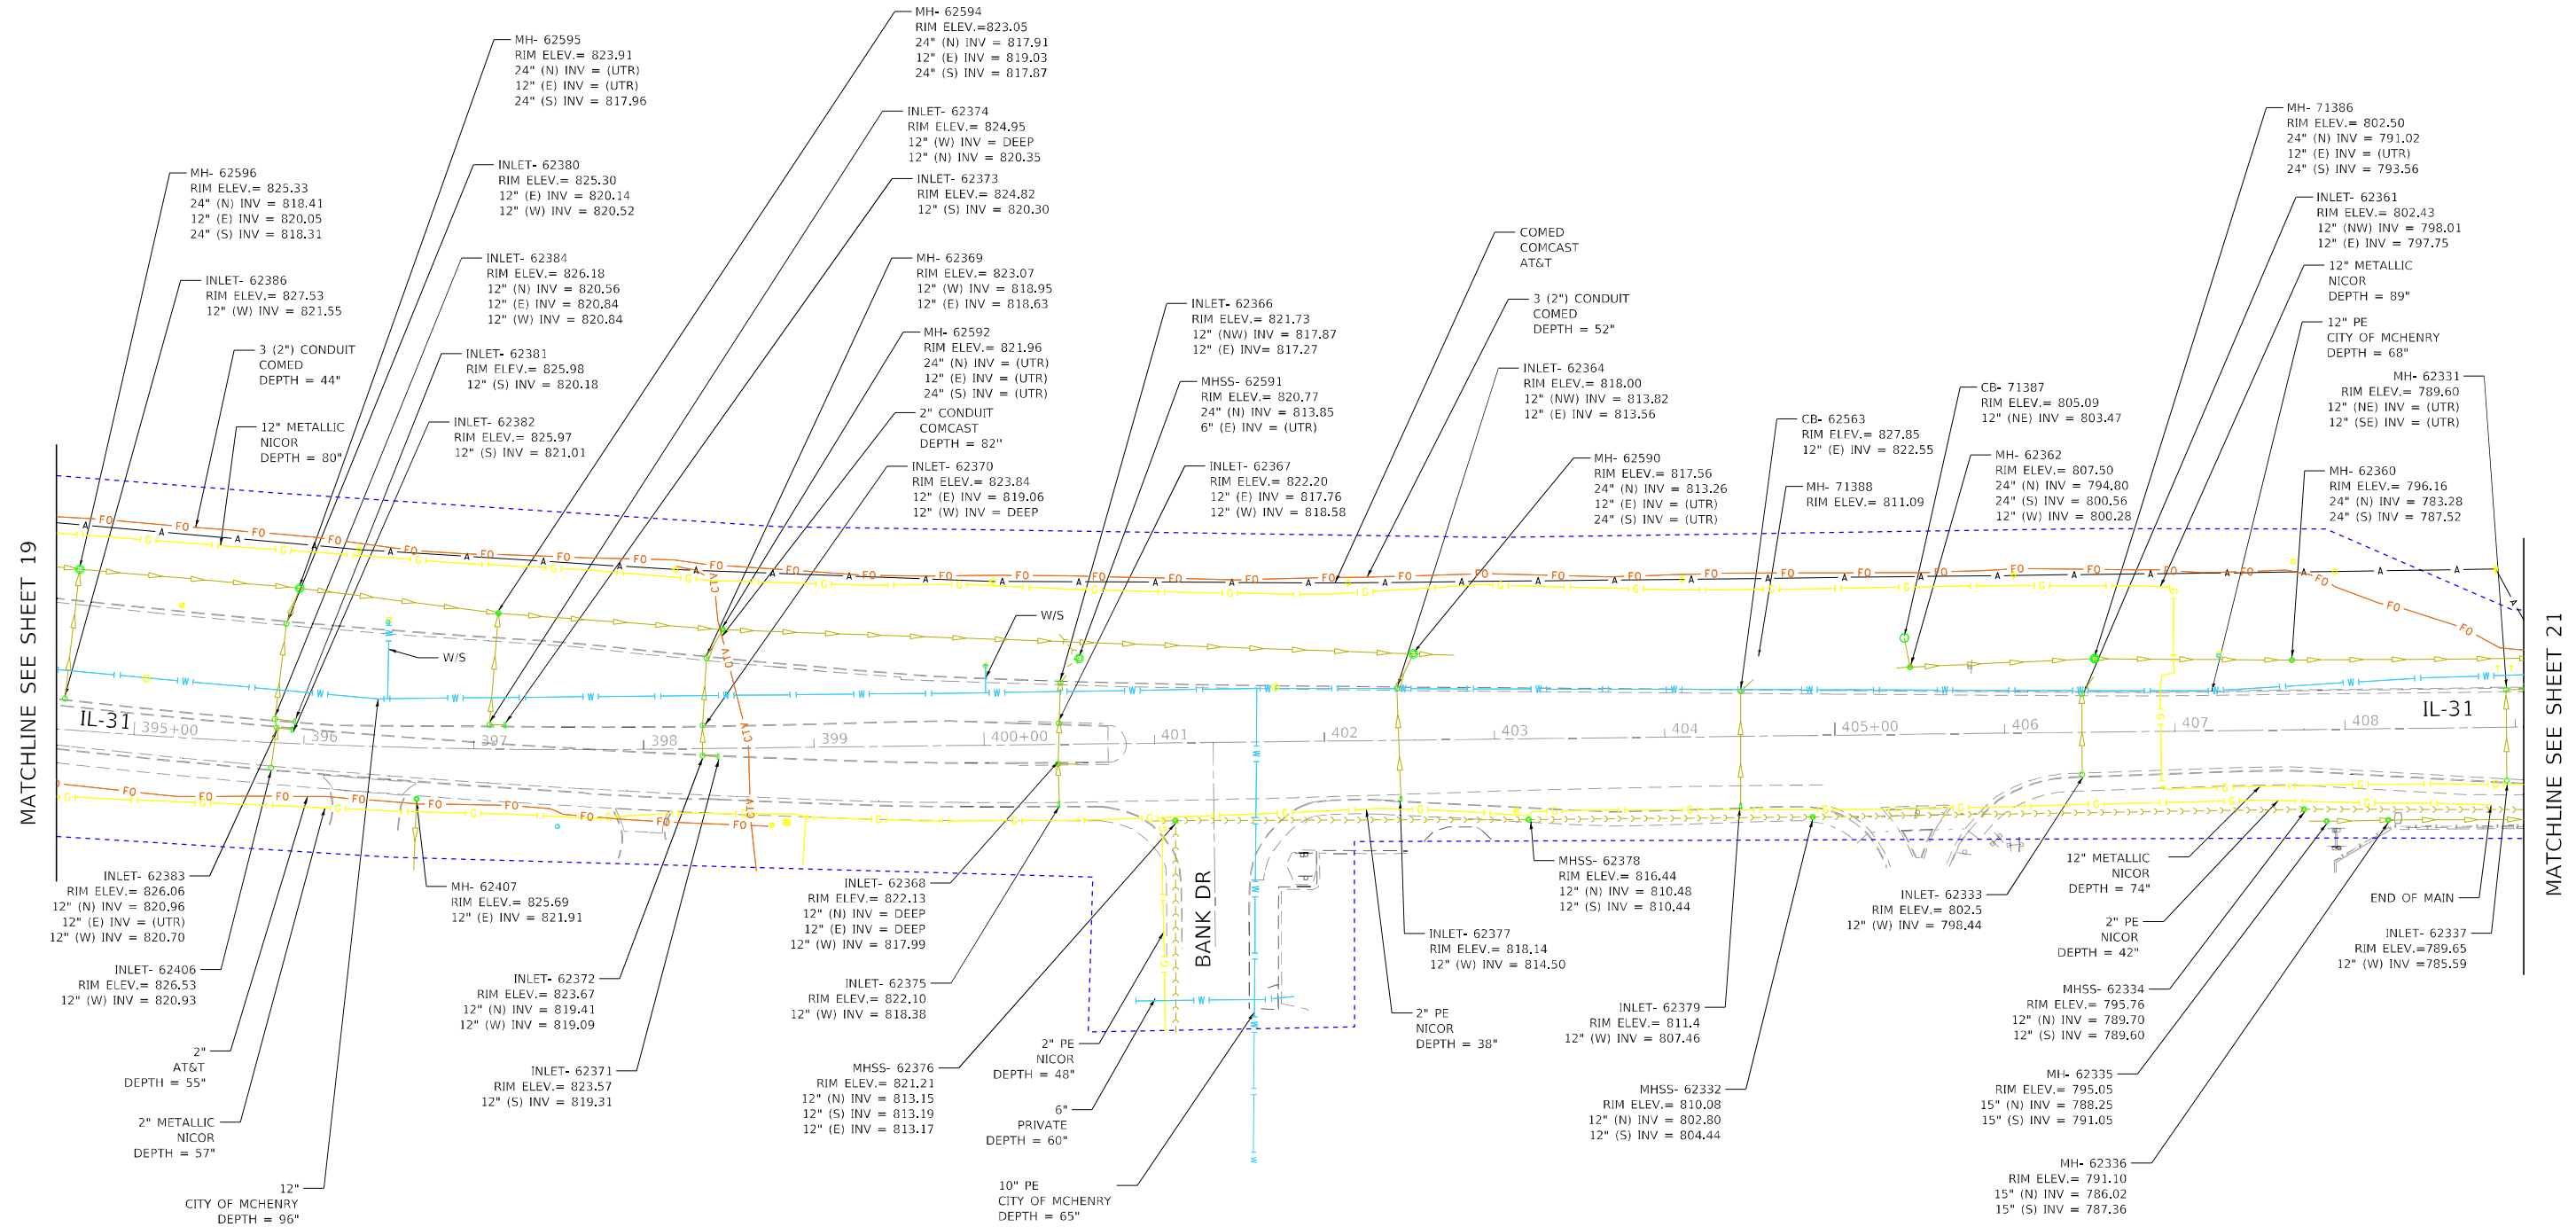 MH- 62594
RIM ELEV.=823.05
24" (N) INV = 817.91
12" (E) INV = 819.03
24" (S) INV = 817.87
MH- 62595
RIM ELEV.= 823.91
24" (N) INV = (UTR)
12" (E) INV = (UTR)
24" (S) INV = 817.96
INLET- 62374
RIM ELEV.= 824.95
12" (W) INV = DEEP
12" (N) INV = 820.35
MH- 71386
RIM ELEV.= 802.50
24" (N) INV = 791.02
12" (E) INV = (UTR)
24" (S) INV = 793.56
MH- 62596
RIM ELEV.= 825.33
24" (N) INV = 818.41
12" (E) INV = 820.05
24" (S) INV = 818.31
INLET- 62380
RIM ELEV.= 825.30
12" (E) INV = 820.14
12" (W) INV = 820.52
INLET- 62373
RIM ELEV.= 824.82
12" (S) INV = 820.30
INLET- 62361
RIM ELEV.= 802.43
12" (NW) INV = 798.01
12" (E) INV = 797.75
COMED
COMCAST
AT&T
INLET- 62386
RIM ELEV.= 827.53
12" (W) INV = 821.55
INLET- 62384
RIM ELEV.= 826.18
12" (N) INV = 820.56
12" (E) INV = 820.84
12" (W) INV = 820.84
MH- 62369
RIM ELEV.= 823.07
12" (W) INV = 818.95
12" (E) INV = 818.63
12" METALLIC
NICOR
DEPTH = 89"
INLET- 62366
RIM ELEV.= 821.73
12" (NW) INV = 817.87
12" (E) INV= 817.27
3 (2") CONDUIT
COMED
DEPTH = 52"
12" PE
CITY OF MCHENRY
DEPTH = 68"
3 (2") CONDUIT
COMED
DEPTH = 44"
INLET- 62381
RIM ELEV.= 825.98
12" (S) INV = 820.18
MH- 62592
RIM ELEV.= 821.96
24" (N) INV = (UTR)
12" (E) INV = (UTR)
24" (S) INV = (UTR)
MHSS- 62591
RIM ELEV.= 820.77
24" (N) INV = 813.85
6" (E) INV = (UTR)
INLET- 62364
RIM ELEV.= 818.00
12" (NW) INV = 813.82
12" (E) INV = 813.56
CB- 71387
RIM ELEV.= 805.09
12" (NE) INV = 803.47
MH- 62331
RIM ELEV.= 789.60
12" (NE) INV = (UTR)
12" (SE) INV = (UTR)
12" METALLIC
NICOR
DEPTH = 80"
INLET- 62382
RIM ELEV.= 825.97
12" (S) INV = 821.01
2" CONDUIT
COMCAST
DEPTH = 82"
CB- 62563
RIM ELEV.= 827.85
12" (E) INV = 822.55
INLET- 62370
RIM ELEV.= 823.84
12" (E) INV = 819.06
12" (W) INV = DEEP
INLET- 62367
RIM ELEV.= 822.20
12" (E) INV = 817.76
12" (W) INV = 818.58
MH- 62590
RIM ELEV.= 817.56
24" (N) INV = 813.26
12" (E) INV = (UTR)
24" (S) INV = (UTR)
MH- 71388
RIM ELEV.= 811.09
MH- 62362
RIM ELEV.= 807.50
24" (N) INV = 794.80
24" (S) INV = 800.56
12" (W) INV = 800.28
MH- 62360
RIM ELEV.= 796.16
24" (N) INV = 783.28
24" (S) INV = 787.52
MATCHLINE SEE SHEET 19
MATCHLINE SEE SHEET 21
W/S
W/S
IL-31
IL-31
395+00
396
397
398
399
400+00
401
402
403
404
405+00
406
407
408
BANK DR
INLET- 62383
RIM ELEV.= 826.06
12" (N) INV = 820.96
12" (E) INV = (UTR)
12" (W) INV = 820.70
MH- 62407
RIM ELEV.= 825.69
12" (E) INV = 821.91
INLET- 62368
RIM ELEV.= 822.13
12" (N) INV = DEEP
12" (E) INV = DEEP
12" (W) INV = 817.99
MHSS- 62378
RIM ELEV.= 816.44
12" (N) INV = 810.48
12" (S) INV = 810.44
INLET- 62333
RIM ELEV.= 802.5
12" (W) INV = 798.44
12" METALLIC
NICOR
DEPTH = 74"
END OF MAIN
INLET- 62406
RIM ELEV.= 826.53
12" (W) INV = 820.93
INLET- 62372
RIM ELEV.= 823.67
12" (N) INV = 819.41
12" (W) INV = 819.09
INLET- 62375
RIM ELEV.= 822.10
12" (W) INV = 818.38
INLET- 62377
RIM ELEV.= 818.14
12" (W) INV = 814.50
2" PE
NICOR
DEPTH = 42"
INLET- 62337
RIM ELEV.=789.65
12" (W) INV =785.59
2"
AT&T
DEPTH = 55"
INLET- 62371
RIM ELEV.= 823.57
12" (S) INV = 819.31
MHSS- 62376
RIM ELEV.= 821.21
12" (N) INV = 813.15
12" (S) INV = 813.19
12" (E) INV = 813.17
2" PE
NICOR
DEPTH = 48"
2" PE
NICOR
DEPTH = 38"
INLET- 62379
RIM ELEV.= 811.4
12" (W) INV = 807.46
MHSS- 62334
RIM ELEV.= 795.76
12" (N) INV = 789.70
12" (S) INV = 789.60
2" METALLIC
NICOR
DEPTH = 57"
6"
PRIVATE
DEPTH = 60"
MHSS- 62332
RIM ELEV.= 810.08
12" (N) INV = 802.80
12" (S) INV = 804.44
MH- 62335
RIM ELEV.= 795.05
15" (N) INV = 788.25
15" (S) INV = 791.05
12"
CITY OF MCHENRY
DEPTH = 96"
10" PE
CITY OF MCHENRY
DEPTH = 65"
MH- 62336
RIM ELEV.= 791.10
15" (N) INV = 786.02
15" (S) INV = 787.36